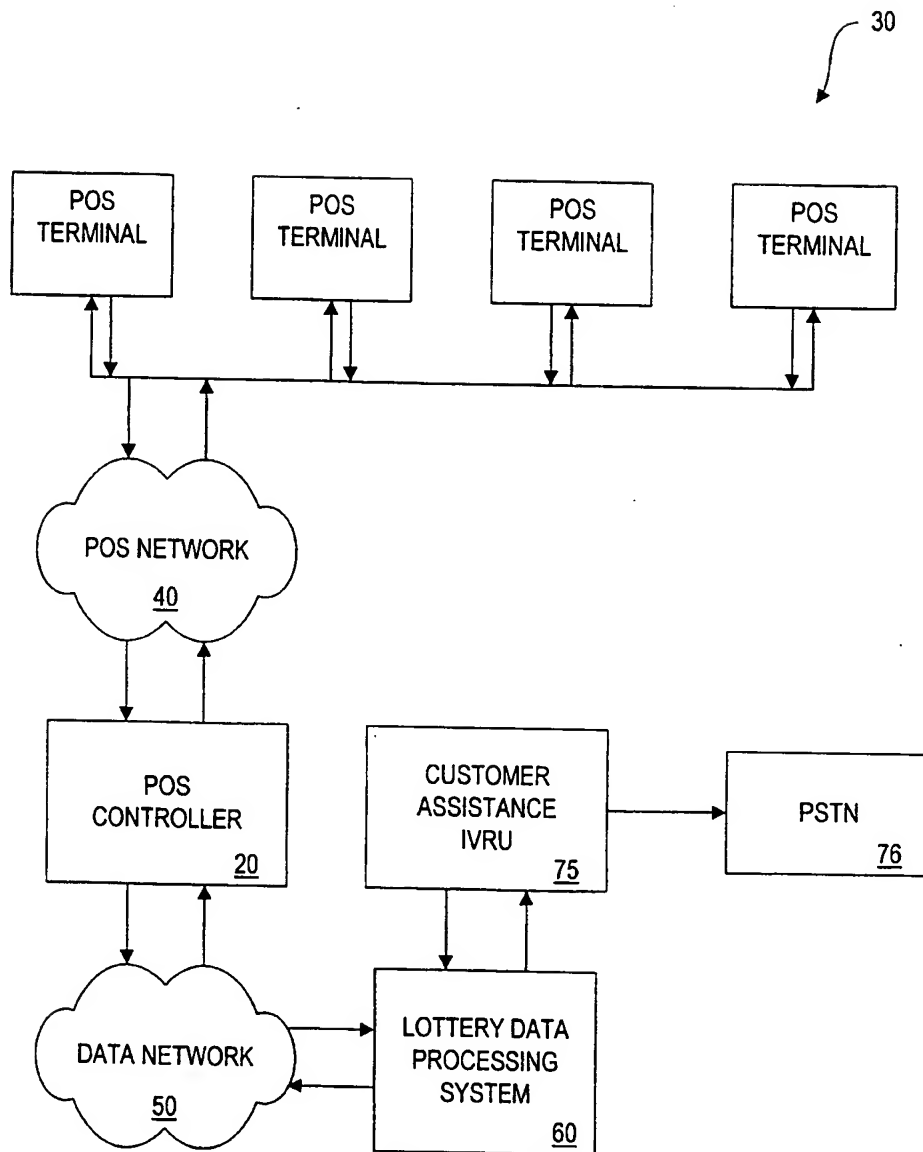 30
POS
TERMINAL
POS
TERMINAL
POS
TERMINAL
POS
TERMINAL
POS NETWORK
40
POS
CONTROLLER
20
CUSTOMER
ASSISTANCE
IVRU
75
PSTN
76
DATA NETWORK
50
LOTTERY DATA
PROCESSING
SYSTEM
60